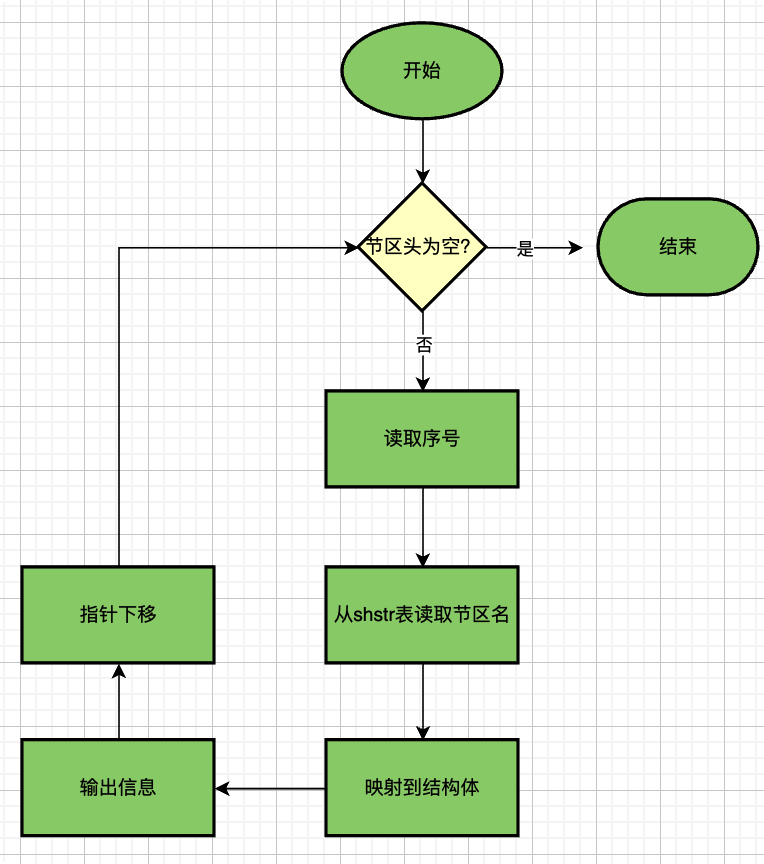 开始
节区头为空?
是
结束
否
读取序号
从shstr表读取节区名
映射到结构体
输出信息
指针下移